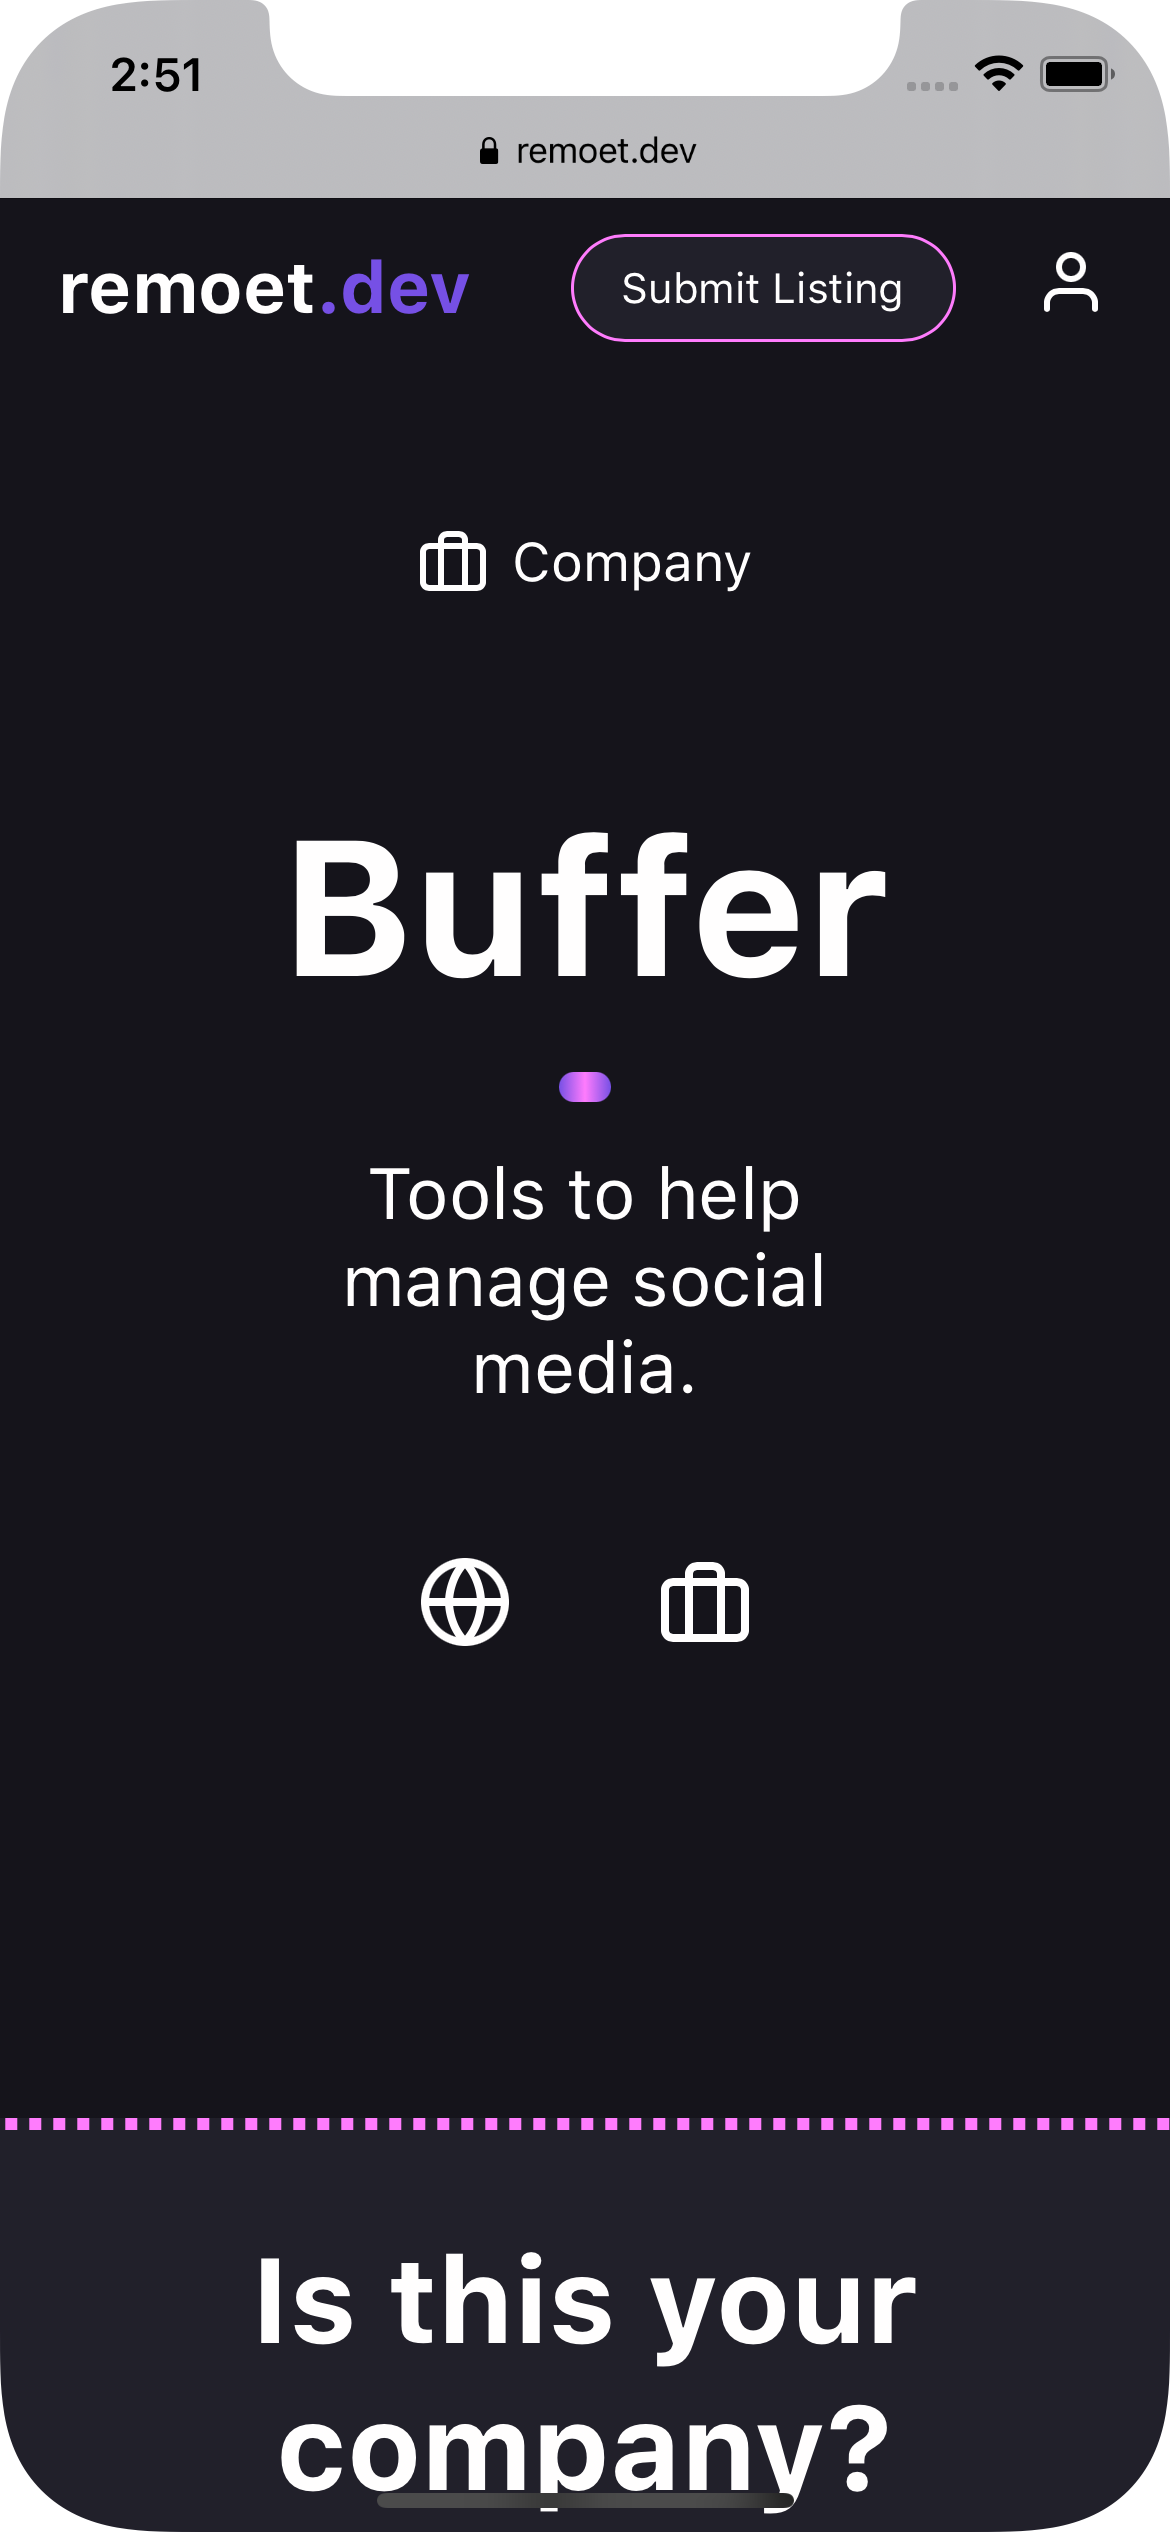 2:51
remoet.dev
remoet.dev
Submit Listing
Company
Buffer
Tools to help
manage social
media.
Is this your
company?